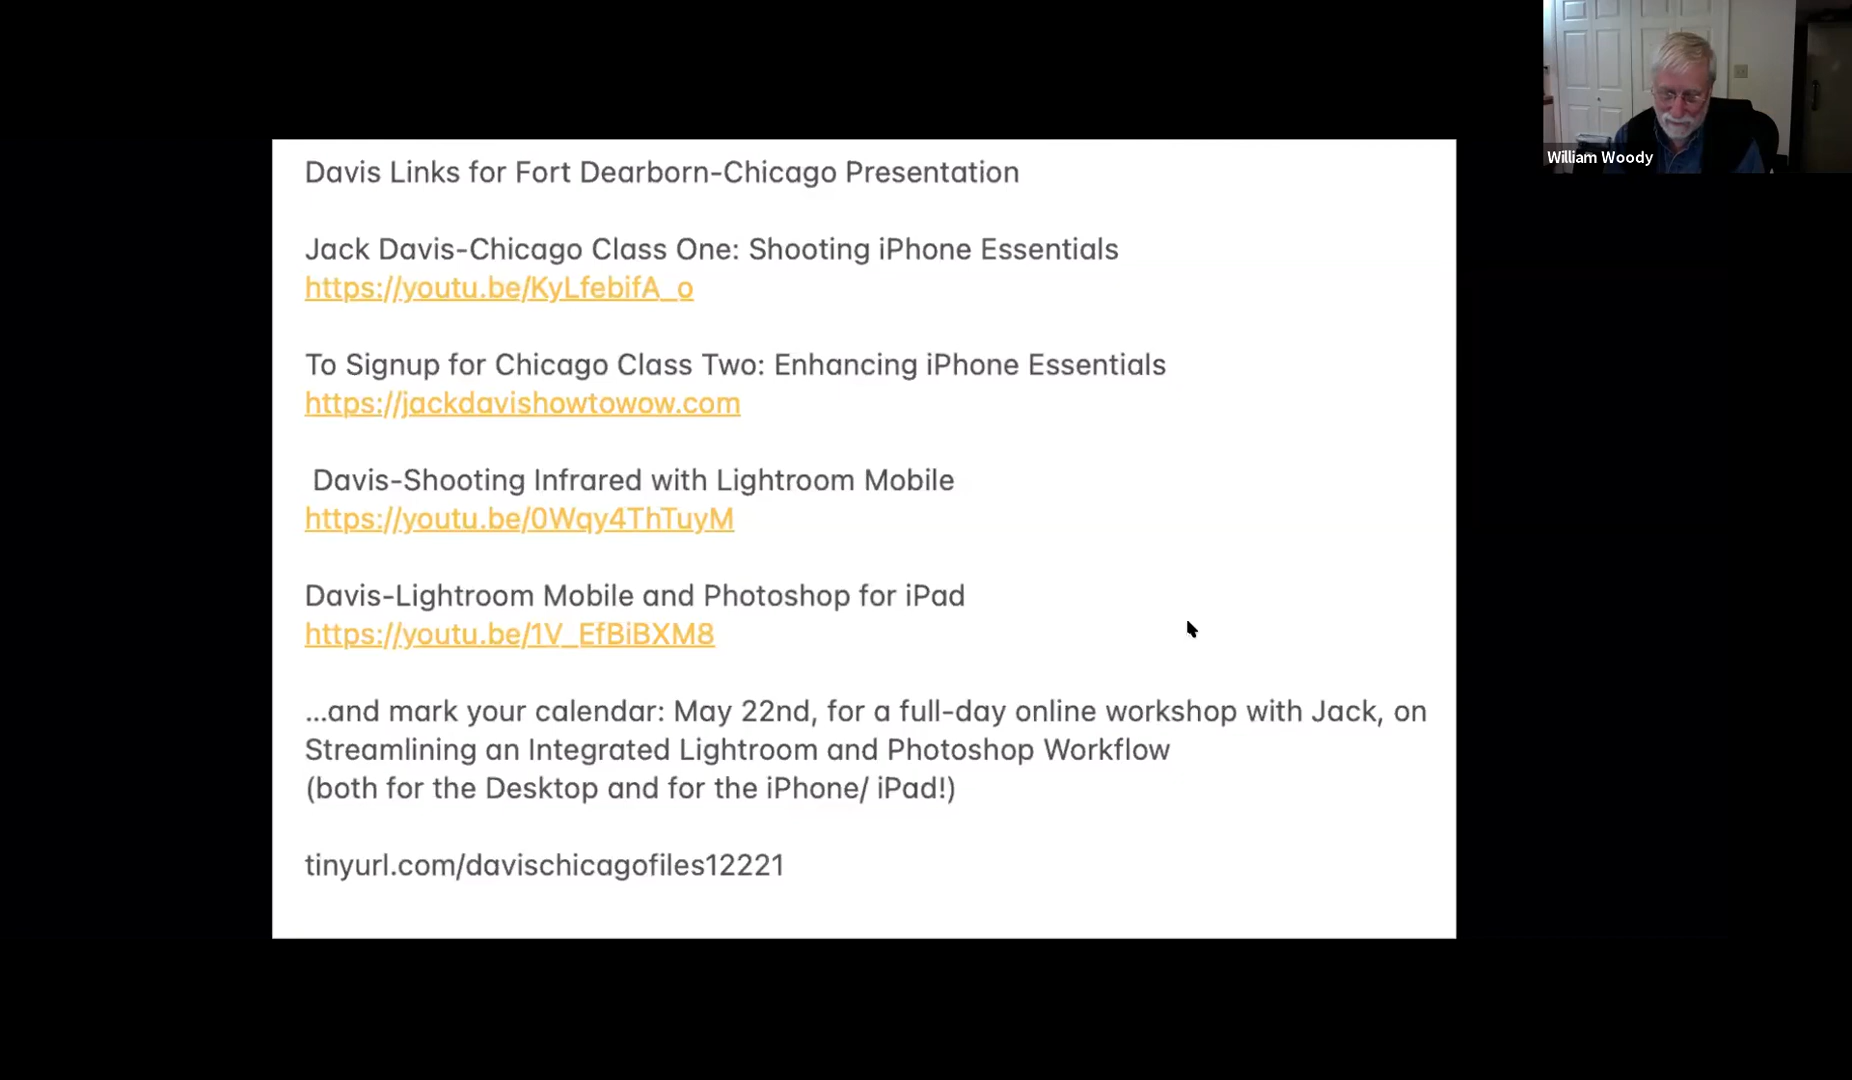 Davis Links for Fort Dearborn-Chicago Presentation
Jack Davis-Chicago Class One: Shooting iPhone Essentials
https://youtu.be/KyLfebifA_o
To Signup for Chicago Class Two: Enhancing iPhone Essentials
https://jackdavishowtowow.com
Davis-Shooting Infrared with Lightroom Mobile
https://youtu.be/0Wqy4ThTuyM
Davis-Lightroom Mobile and Photoshop for iPad
https://youtu.be/1V_EfBiBXM8
...and mark your calendar: May 22nd, for a full-day online workshop with Jack, on
Streamlining an Integrated Lightroom and Photoshop Workflow
(both for the Desktop and for the iPhone/ iPad!)
tinyurl.com/davischicagofiles12221
William Woody